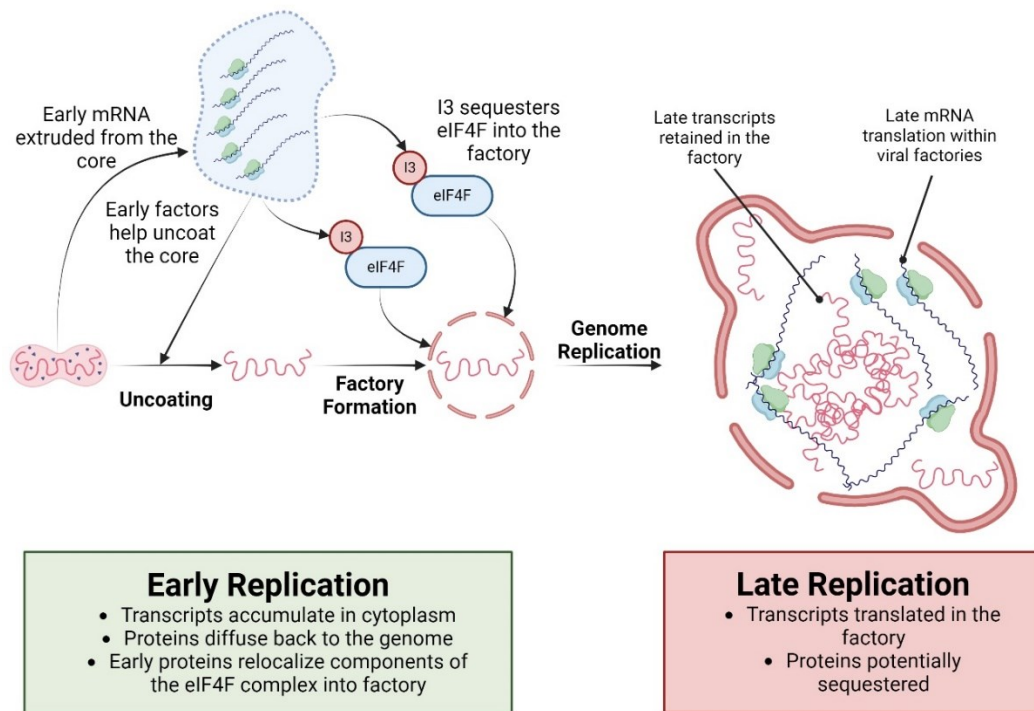 Early mRNA
extruded from the
core
Early factors
help uncoat
the core
I3 sequesters
eIF4F into the
factory
I3
eIF4F
I3
eIF4F
Uncoating
Factory
Formation
Genome
Replication
Late transcripts
retained in the
factory
Late mRNA
translation within
viral factories
Early Replication
• Transcripts accumulate in cytoplasm
• Proteins diffuse back to the genome
• Early proteins relocalize components of
the eIF4F complex into factory
Late Replication
• Transcripts translated in the
factory
• Proteins potentially
sequestered